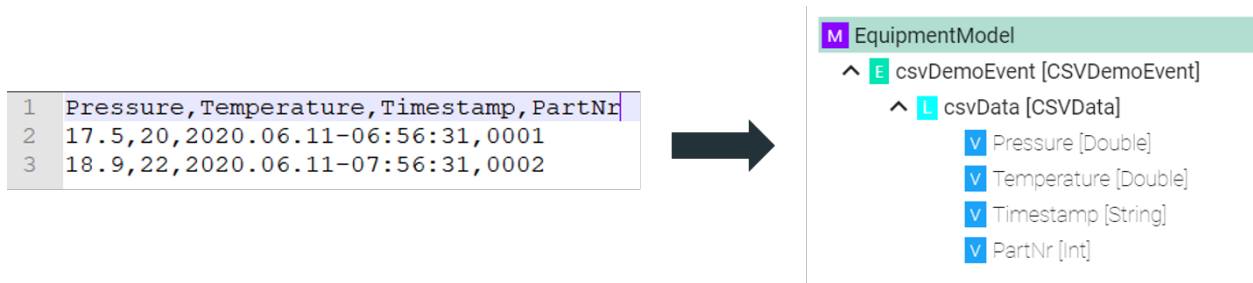 1 Pressure,Temperature,Timestamp,PartNr
2 17.5,20,2020.06.11-06:56:31,0001
3 18.9,22,2020.06.11-07:56:31,0002
M EquipmentModel
E csvDemoEvent [CSVDemoEvent]
L csvData [CSVData]
V Pressure [Double]
V Temperature [Double]
V Timestamp [String]
V PartNr [Int]